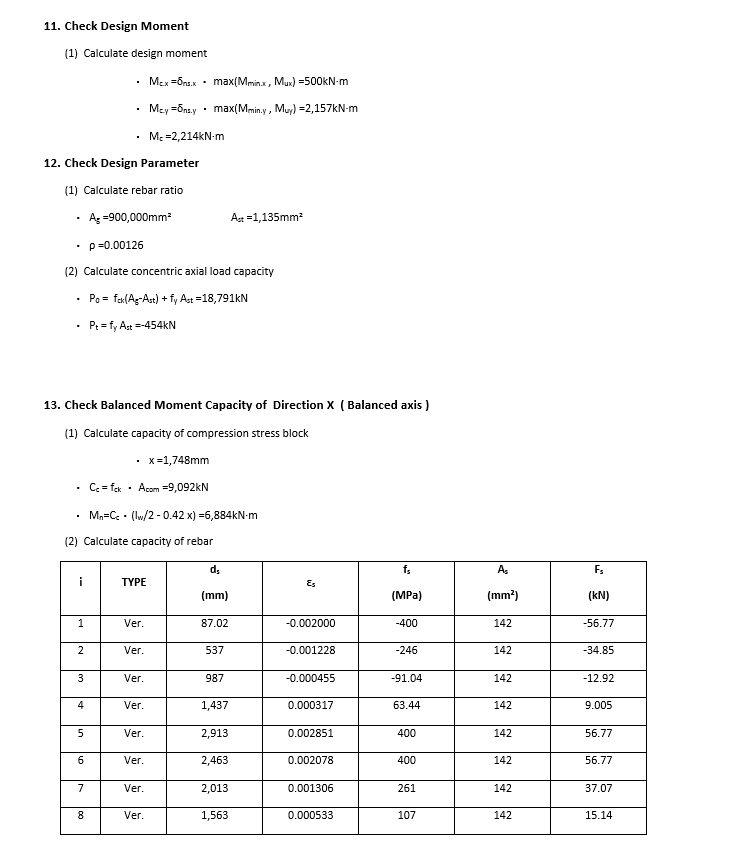 11. Check Design Moment
(1) Calculate design moment
· Mc.x =δns.x · max(Mmin.x , Mux) =500kN·m
· Mc.y =δns.y · max(Mmin.y , Muy) =2,157kN·m
· Mc =2,214kN·m
12. Check Design Parameter
(1) Calculate rebar ratio
· Ag =900,000mm² Ast =1,135mm²
· ρ =0.00126
(2) Calculate concentric axial load capacity
· P0 = fck(Ag-Ast) + fy Ast =18,791kN
· Pt = fy Ast =-454kN
13. Check Balanced Moment Capacity of Direction X ( Balanced axis )
(1) Calculate capacity of compression stress block
· x =1,748mm
· Cc = fck · Acom =9,092kN
· Mn=Cc · (lw/2 - 0.42 x) =6,884kN·m
(2) Calculate capacity of rebar
i TYPE ds (mm) εs fs (MPa) As (mm²) Fs (kN)
1 Ver. 87.02 -0.002000 -400 142 -56.77
2 Ver. 537 -0.001228 -246 142 -34.85
3 Ver. 987 -0.000455 -91.04 142 -12.92
4 Ver. 1,437 0.000317 63.44 142 9.005
5 Ver. 2,913 0.002851 400 142 56.77
6 Ver. 2,463 0.002078 400 142 56.77
7 Ver. 2,013 0.001306 261 142 37.07
8 Ver. 1,563 0.000533 107 142 15.14